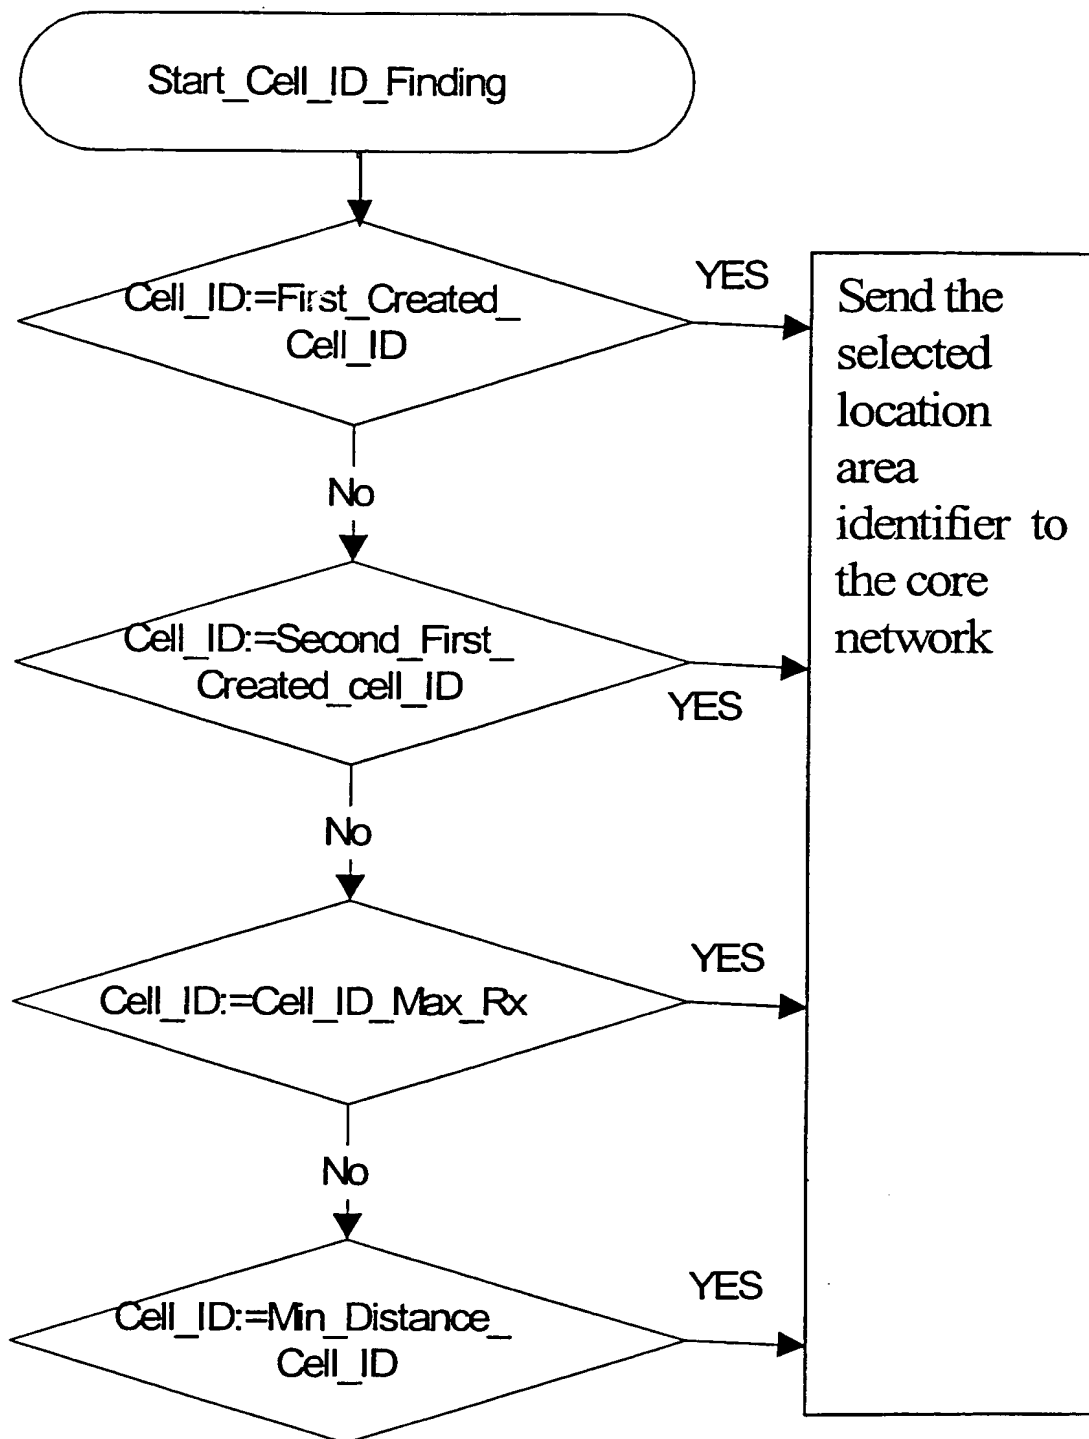 Start_Cell_ID_Finding
Cell_ID:=First_Created_
Cell_ID
YES
Send the
selected
location
area
identifier to
the core
network
No
Cell_ID:=Second_First_
Created_cell_ID
YES
No
Cell_ID:=Cell_ID_Max_Rx
YES
No
Cell_ID:=Min_Distance_
Cell_ID
YES